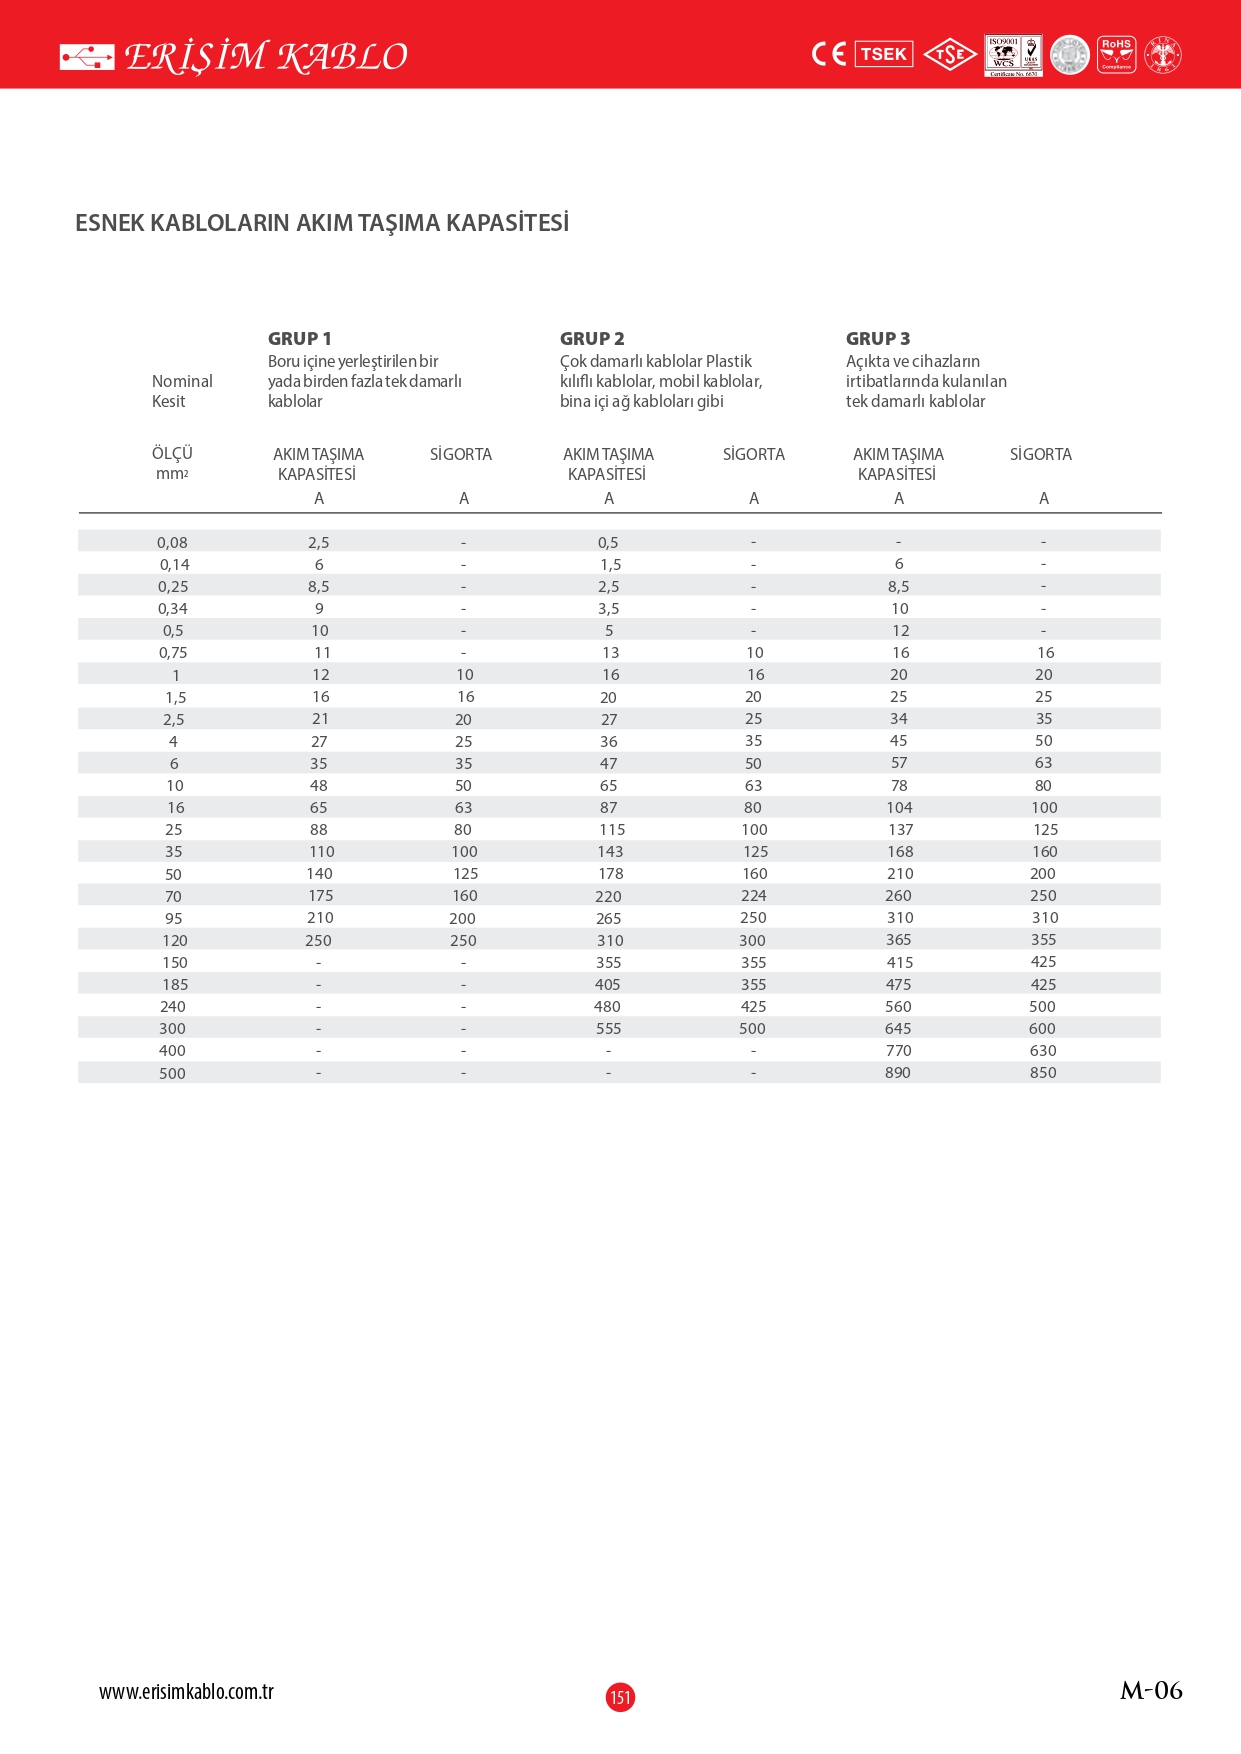 ERİŞİM KABLO
CE TSEK TSE ISO9001 WCS UKAS Certificate No. 6670 RoHS Compliance
ESNEK KABLOLARIN AKIM TAŞIMA KAPASİTESİ
GRUP 1 GRUP 2 GRUP 3
Boru içine yerleştirilen bir Çok damarlı kablolar Plastik Açıkta ve cihazların
Nominal yada birden fazla tek damarlı kılıflı kablolar, mobil kablolar, irtibatlarında kulanılan
Kesit kablolar bina içi ağ kabloları gibi tek damarlı kablolar
ÖLÇÜ AKIM TAŞIMA SİGORTA AKIM TAŞIMA SİGORTA AKIM TAŞIMA SİGORTA
mm2 KAPASİTESİ KAPASİTESİ KAPASİTESİ
A A A A A A
0,08 2,5 - 0,5 - - -
0,14 6 - 1,5 - 6 -
0,25 8,5 - 2,5 - 8,5 -
0,34 9 - 3,5 - 10 -
0,5 10 - 5 - 12 -
0,75 11 - 13 10 16 16
1 12 10 16 16 20 20
1,5 16 16 20 20 25 25
2,5 21 20 27 25 34 35
4 27 25 36 35 45 50
6 35 35 47 50 57 63
10 48 50 65 63 78 80
16 65 63 87 80 104 100
25 88 80 115 100 137 125
35 110 100 143 125 168 160
50 140 125 178 160 210 200
70 175 160 220 224 260 250
95 210 200 265 250 310 310
120 250 250 310 300 365 355
150 - - 355 355 415 425
185 - - 405 355 475 425
240 - - 480 425 560 500
300 - - 555 500 645 600
400 - - - - 770 630
500 - - - - 890 850
www.erisimkablo.com.tr 151 M-06